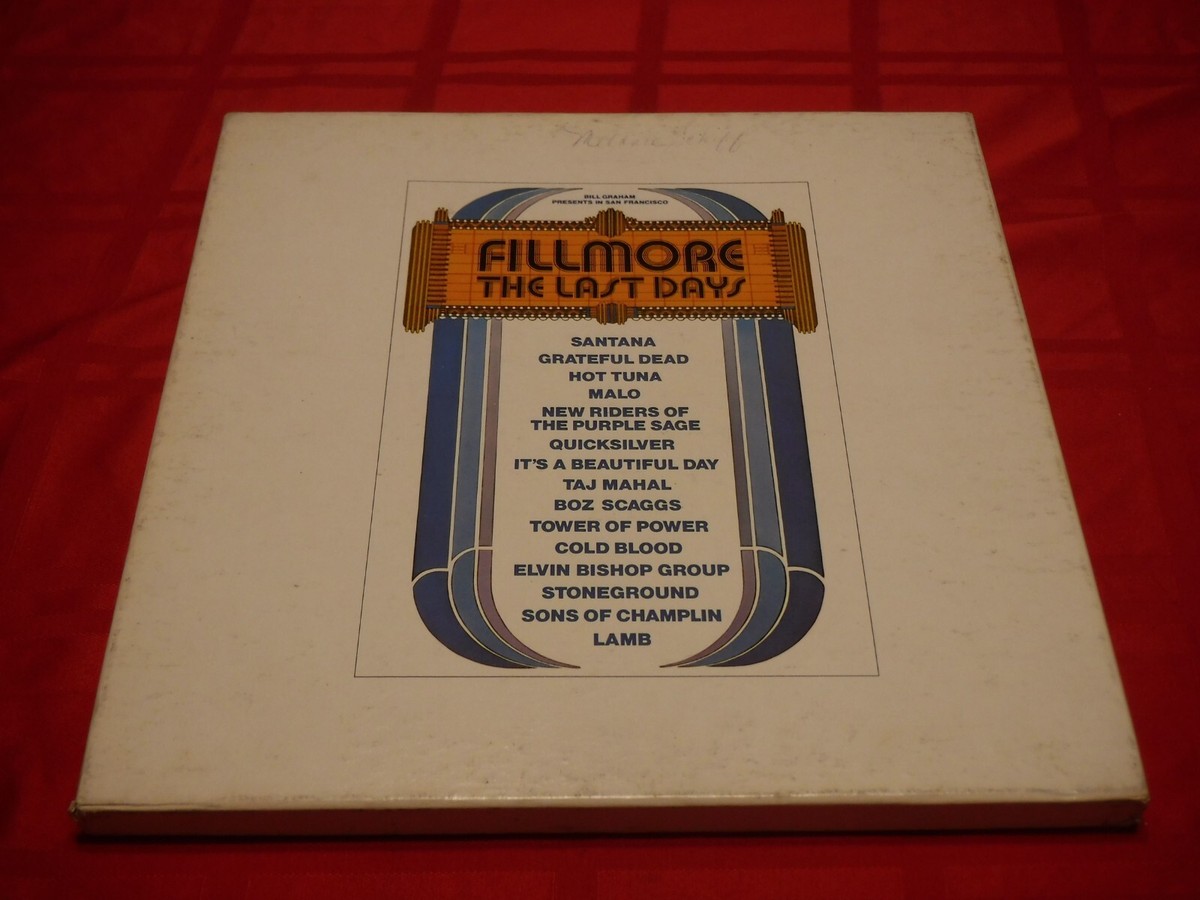 BILL GRAHAM
PRESENTS IN SAN FRANCISCO
FILLMORE
THE LAST DAYS
SANTANA
GRATEFUL DEAD
HOT TUNA
MALO
NEW RIDERS OF
THE PURPLE SAGE
QUICKSILVER
IT'S A BEAUTIFUL DAY
TAJ MAHAL
BOZ SCAGGS
TOWER OF POWER
COLD BLOOD
ELVIN BISHOP GROUP
STONEGROUND
SONS OF CHAMPLIN
LAMB